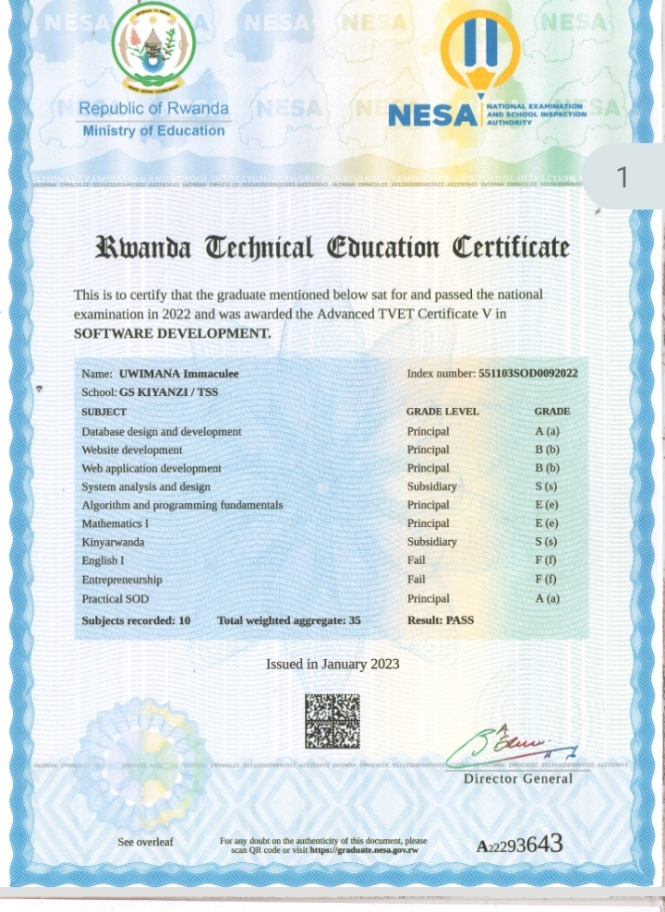 Republic of Rwanda
Ministry of Education
NESA NATIONAL EXAMINATION
AND SCHOOL INSPECTION
AUTHORITY
1
Rwanda Technical Education Certificate
This is to certify that the graduate mentioned below sat for and passed the national
examination in 2022 and was awarded the Advanced TVET Certificate V in
SOFTWARE DEVELOPMENT.
Name: UWIMANA Immaculee Index number: 551103SOD0092022
School: GS KIYANZI / TSS
SUBJECT GRADE LEVEL GRADE
Database design and development Principal A (a)
Website development Principal B (b)
Web application development Principal B (b)
System analysis and design Subsidiary S (s)
Algorithm and programming fundamentals Principal E (e)
Mathematics I Principal E (e)
Kinyarwanda Subsidiary S (s)
English I Fail F (f)
Entrepreneurship Fail F (f)
Practical SOD Principal A (a)
Subjects recorded: 10 Total weighted aggregate: 35 Result: PASS
Issued in January 2023
Director General
See overleaf
For any doubt on the authenticity of this document, please
scan QR code or visit https://graduate.nesa.gov.rw
A22293643